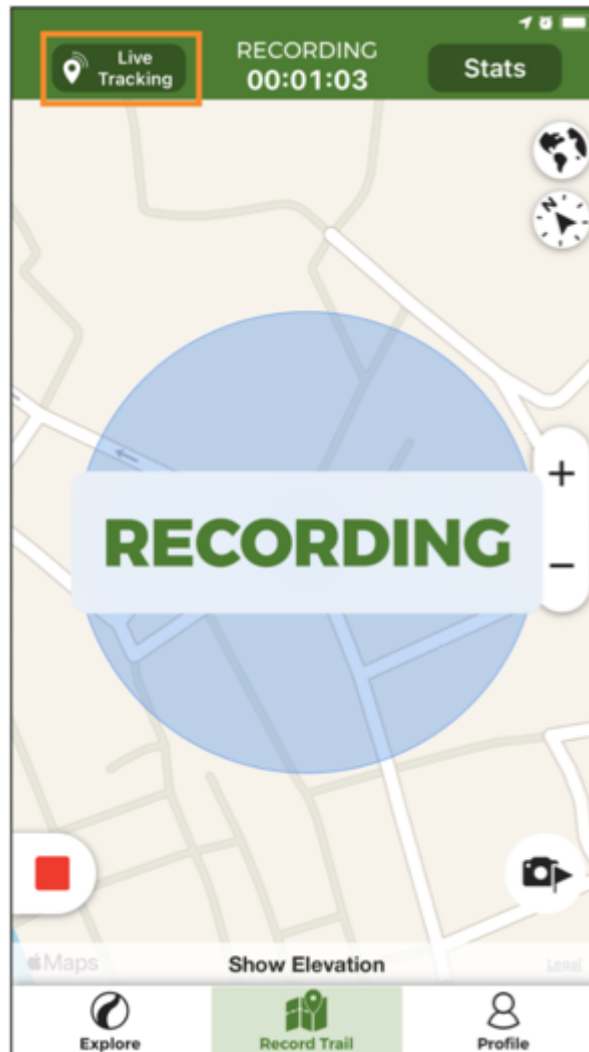 Live
Tracking
RECORDING
00:01:03
Stats
N
+
RECORDING
−
Maps
Show Elevation
Legal
Explore
Record Trail
Profile